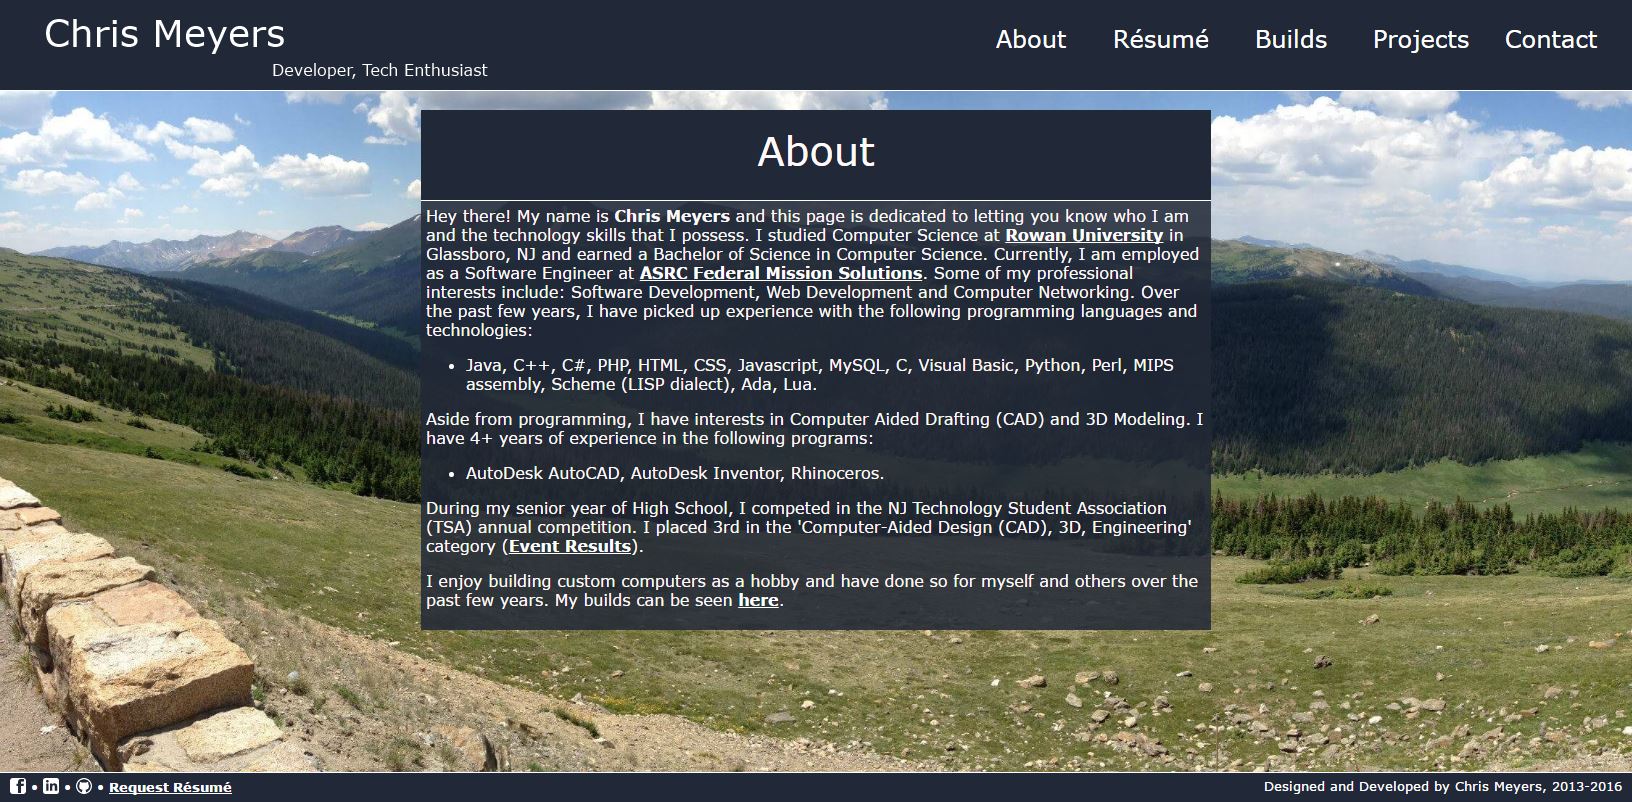 Chris Meyers
Developer, Tech Enthusiast
About
Résumé
Builds
Projects
Contact
About
Hey there! My name is Chris Meyers and this page is dedicated to letting you know who I am
and the technology skills that I possess. I studied Computer Science at Rowan University in
Glassboro, NJ and earned a Bachelor of Science in Computer Science. Currently, I am employed
as a Software Engineer at ASRC Federal Mission Solutions. Some of my professional
interests include: Software Development, Web Development and Computer Networking. Over
the past few years, I have picked up experience with the following programming languages and
technologies:
• Java, C++, C#, PHP, HTML, CSS, Javascript, MySQL, C, Visual Basic, Python, Perl, MIPS
assembly, Scheme (LISP dialect), Ada, Lua.
Aside from programming, I have interests in Computer Aided Drafting (CAD) and 3D Modeling. I
have 4+ years of experience in the following programs:
• AutoDesk AutoCAD, AutoDesk Inventor, Rhinoceros.
During my senior year of High School, I competed in the NJ Technology Student Association
(TSA) annual competition. I placed 3rd in the 'Computer-Aided Design (CAD), 3D, Engineering'
category (Event Results).
I enjoy building custom computers as a hobby and have done so for myself and others over the
past few years. My builds can be seen here.
• • • Request Résumé
Designed and Developed by Chris Meyers, 2013-2016